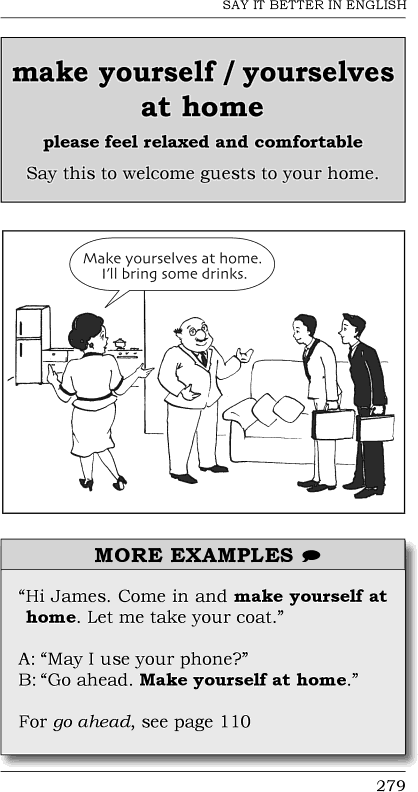 SAY IT BETTER IN ENGLISH
make yourself / yourselves
at home
please feel relaxed and comfortable
Say this to welcome guests to your home.
Make yourselves at home.
I'll bring some drinks.
MORE EXAMPLES
“Hi James. Come in and make yourself at
home. Let me take your coat.”
A: “May I use your phone?”
B: “Go ahead. Make yourself at home.”
For go ahead, see page 110
279